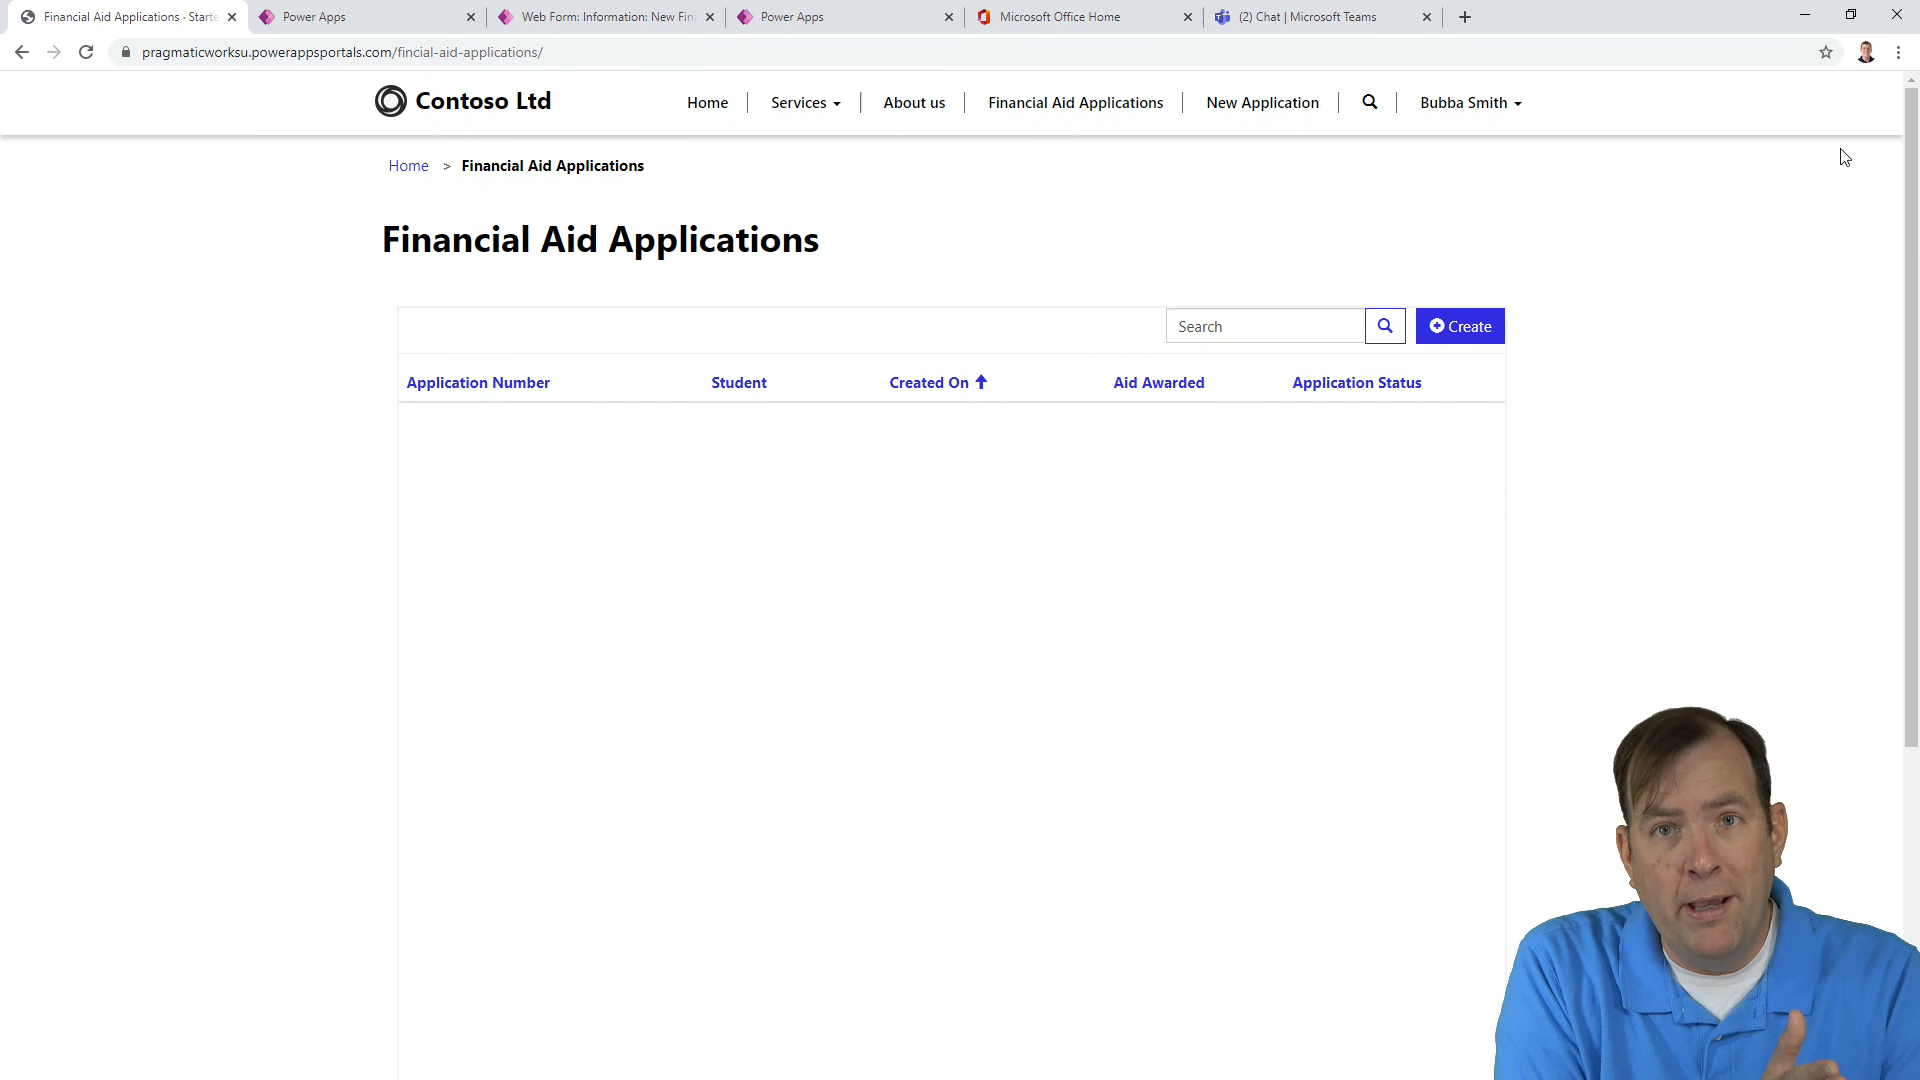 Financial Aid Applications · Starte
Power Apps
Web Form: Information: New Fin
Power Apps
Microsoft Office Home
(2) Chat | Microsoft Teams
pragmaticworksu.powerappsportals.com/fincial-aid-applications/
Contoso Ltd
Home
Services
About us
Financial Aid Applications
New Application
Bubba Smith
Home > Financial Aid Applications
Financial Aid Applications
Search
Create
Application Number
Student
Created On
Aid Awarded
Application Status